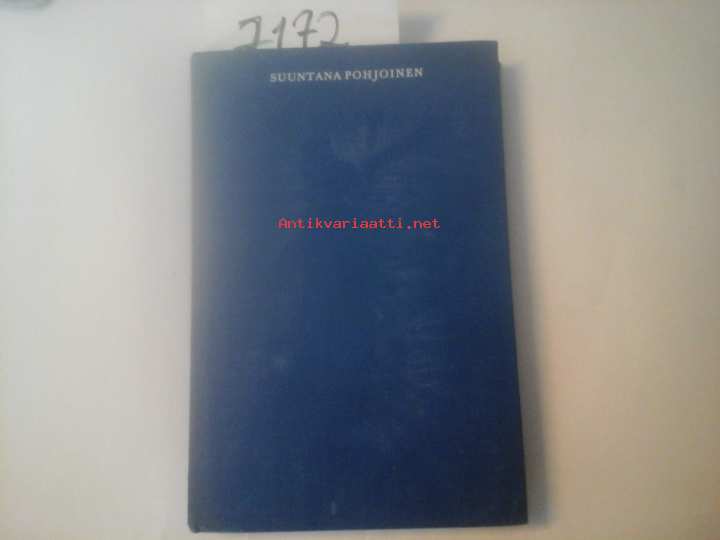 7172
SUUNTANA POHJOINEN
Antikvariaatti.net